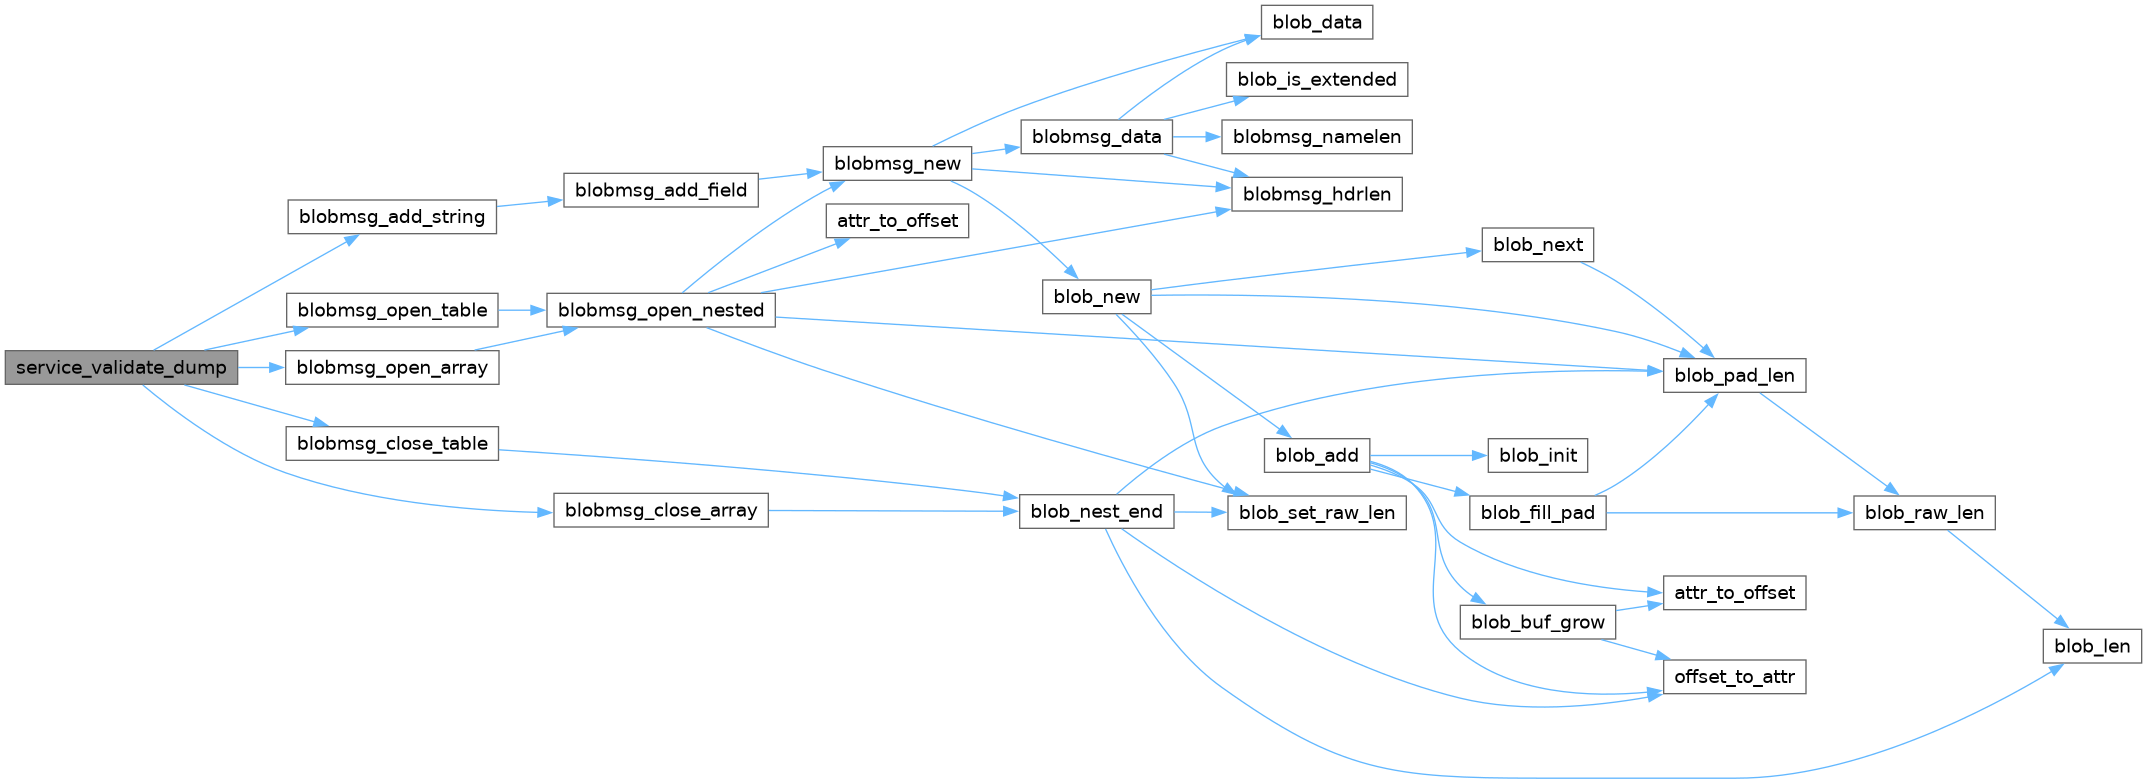 service_validate_dump
blobmsg_add_string
blobmsg_open_table
blobmsg_open_array
blobmsg_close_table
blobmsg_close_array
blobmsg_add_field
blobmsg_open_nested
blobmsg_new
attr_to_offset
blobmsg_data
blob_new
blob_nest_end
blob_data
blob_is_extended
blobmsg_namelen
blobmsg_hdrlen
blob_add
blob_set_raw_len
blob_next
blob_init
blob_fill_pad
blob_buf_grow
blob_pad_len
attr_to_offset
offset_to_attr
blob_raw_len
blob_len